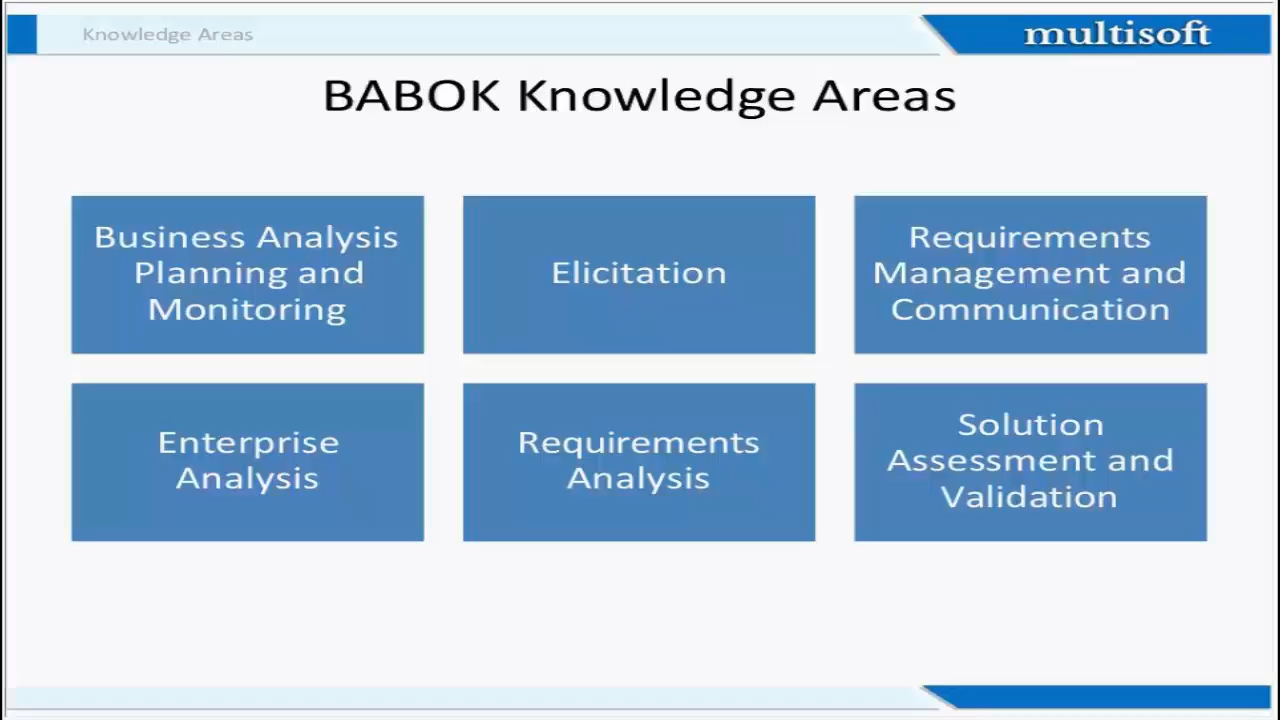 Knowledge Areas
multisoft
BABOK Knowledge Areas
Business Analysis
Planning and
Monitoring
Elicitation
Requirements
Management and
Communication
Enterprise
Analysis
Requirements
Analysis
Solution
Assessment and
Validation